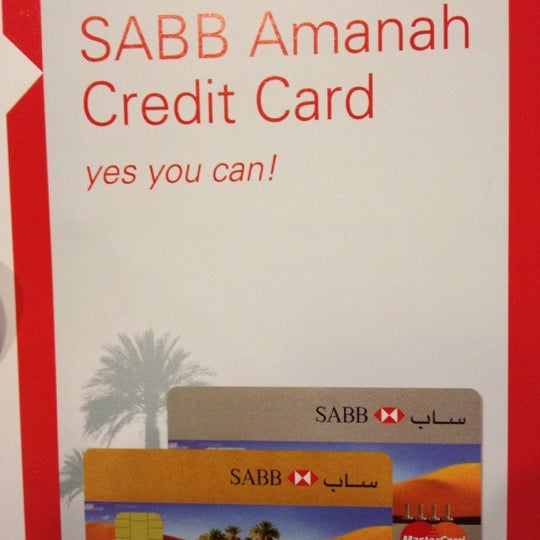 SABB Amanah
Credit Card
yes you can!
SABB ساب
SABB ساب
MasterCard